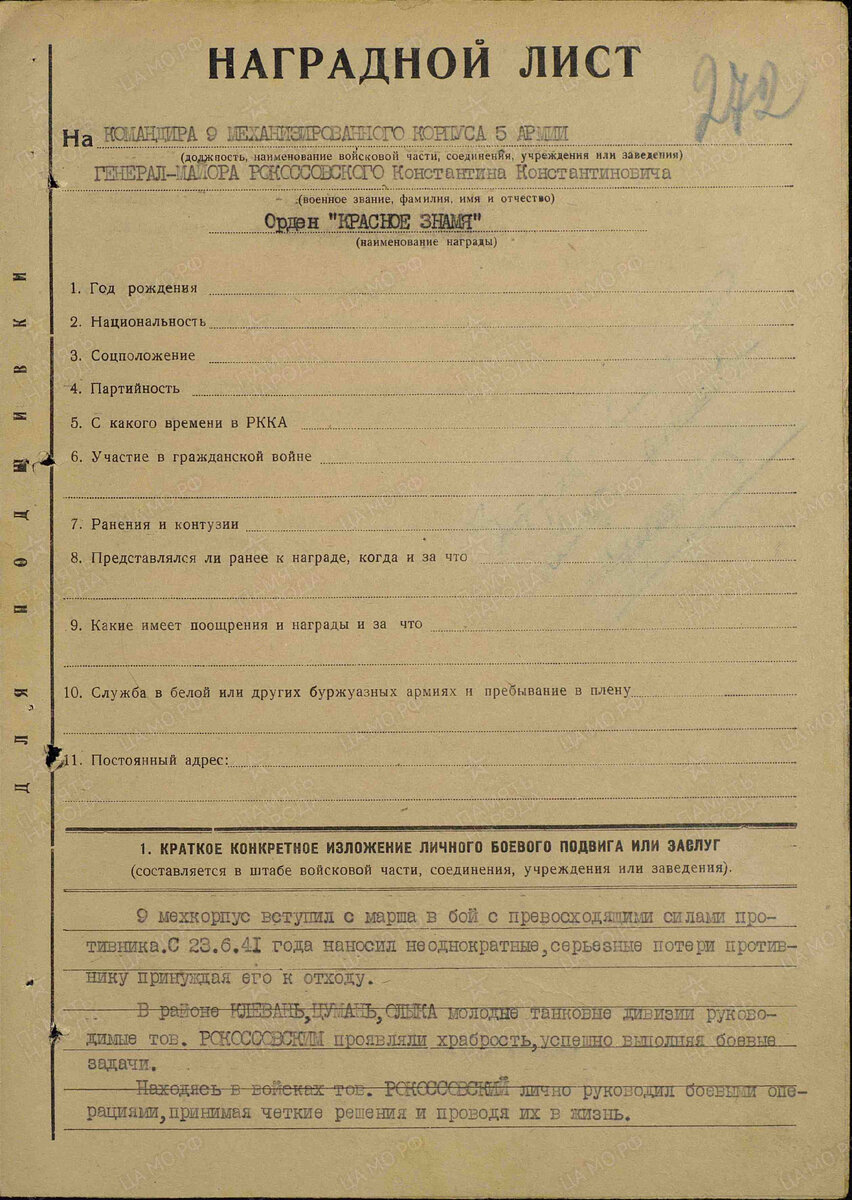 НАГРАДНОЙ ЛИСТ
272
На КОМАНДИРА 9 МЕХАНИЗИРОВАННОГО КОРПУСА 5 АРМИИ
(должность, наименование войсковой части, соединения, учреждения или заведения)
ГЕНЕРАЛ-МАЙОРА РОКОССОВСКОГО Константина Константиновича
(военное звание, фамилия, имя и отчество)
Орден "КРАСНОЕ ЗНАМЯ"
(наименование награды)
1. Год рождения
2. Национальность
3. Соцположение
4. Партийность
5. С какого времени в РККА
6. Участие в гражданской войне
7. Ранения и контузии
8. Представлялся ли ранее к награде, когда и за что
9. Какие имеет поощрения и награды и за что
10. Служба в белой или других буржуазных армиях и пребывание в плену
11. Постоянный адрес:
ДЛЯ ПОДШИВКИ
1. КРАТКОЕ КОНКРЕТНОЕ ИЗЛОЖЕНИЕ ЛИЧНОГО БОЕВОГО ПОДВИГА ИЛИ ЗАСЛУГ
(составляется в штабе войсковой части, соединения, учреждения или заведения).
9 мехкорпус вступил с марша в бой с превосходящими силами про-
тивника.С 23.6.41 года наносил неоднократные,серьезные потери против-
нику принуждая его к отходу.
В районе КЛЕВАНЬ,ЦУМАНЬ,ОЛЫКА молодые танковые дивизии руково-
димые тов. РОКОССОВСКИМ проявляли храбрость,успешно выполняя боевые
задачи.
Находясь в войсках тов. РОКОССОВСКИЙ лично руководил боевыми опе-
рациями,принимая четкие решения и проводя их в жизнь.
ЦА МО.РФ
ПАМЯТЬ НАРОДА